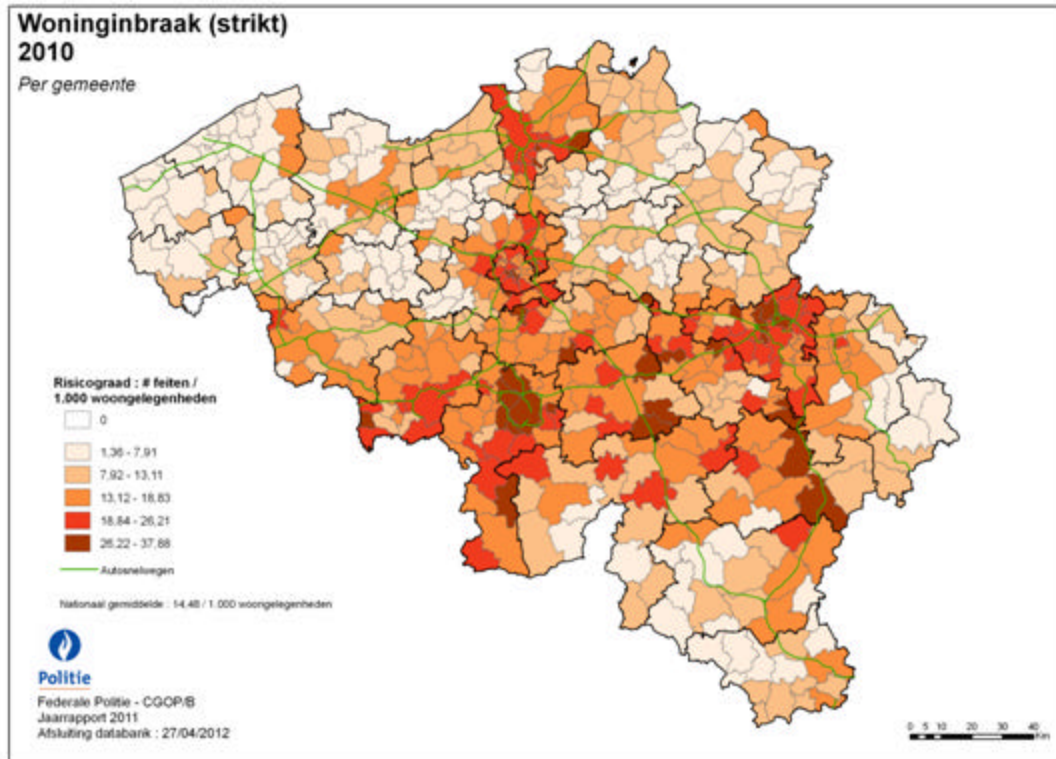 Woninginbraak (strikt)
2010
Per gemeente
Risicograad : # feiten /
1.000 woongelegenheden
0
1,36 - 7,91
7,92 - 13,11
13,12 - 18,83
18,84 - 26,21
26,22 - 37,88
Autosnelwegen
Nationaal gemiddelde : 14,48 / 1.000 woongelegenheden
Politie
Federale Politie - CGOP/B
Jaarrapport 2011
Afsluiting databank : 27/04/2012
0 5 10 20 30 40
Km